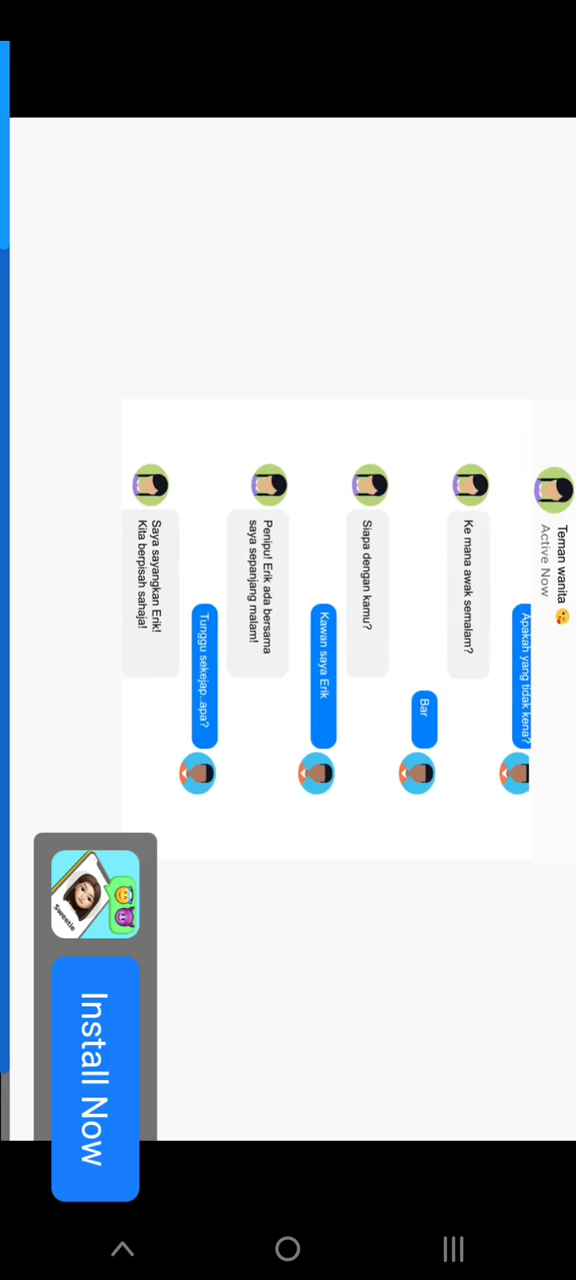 Teman wanita 😘
Active Now
Apakah yang tidak kena?
Ke mana awak semalam?
Bar
Siapa dengan kamu?
Kawan saya Erik
Penipu! Erik ada bersama
saya sepanjang malam!
Tunggu sekejap..apa?
Saya sayangkan Erik!
Kita berpisah sahaja!
Sweetie
Install Now